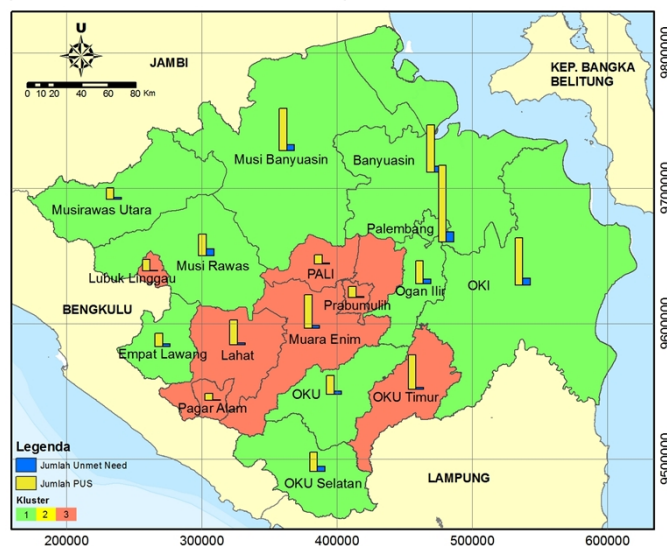 U
JAMBI
0 10 20 40 60 80 Km
KEP. BANGKA
BELITUNG
Musi Banyuasin
Banyuasin
Musirawas Utara
Palembang
Lubuk Linggau
Musi Rawas
PALI
Prabumulih
Ogan Ilir
OKI
BENGKULU
Empat Lawang
Lahat
Muara Enim
Pagar Alam
OKU
OKU Timur
OKU Selatan
LAMPUNG
Legenda
Jumlah Unmet Need
Jumlah PUS
Kluster
1 2 3
200000 300000 400000 500000 600000
9800000
9700000
9600000
9500000